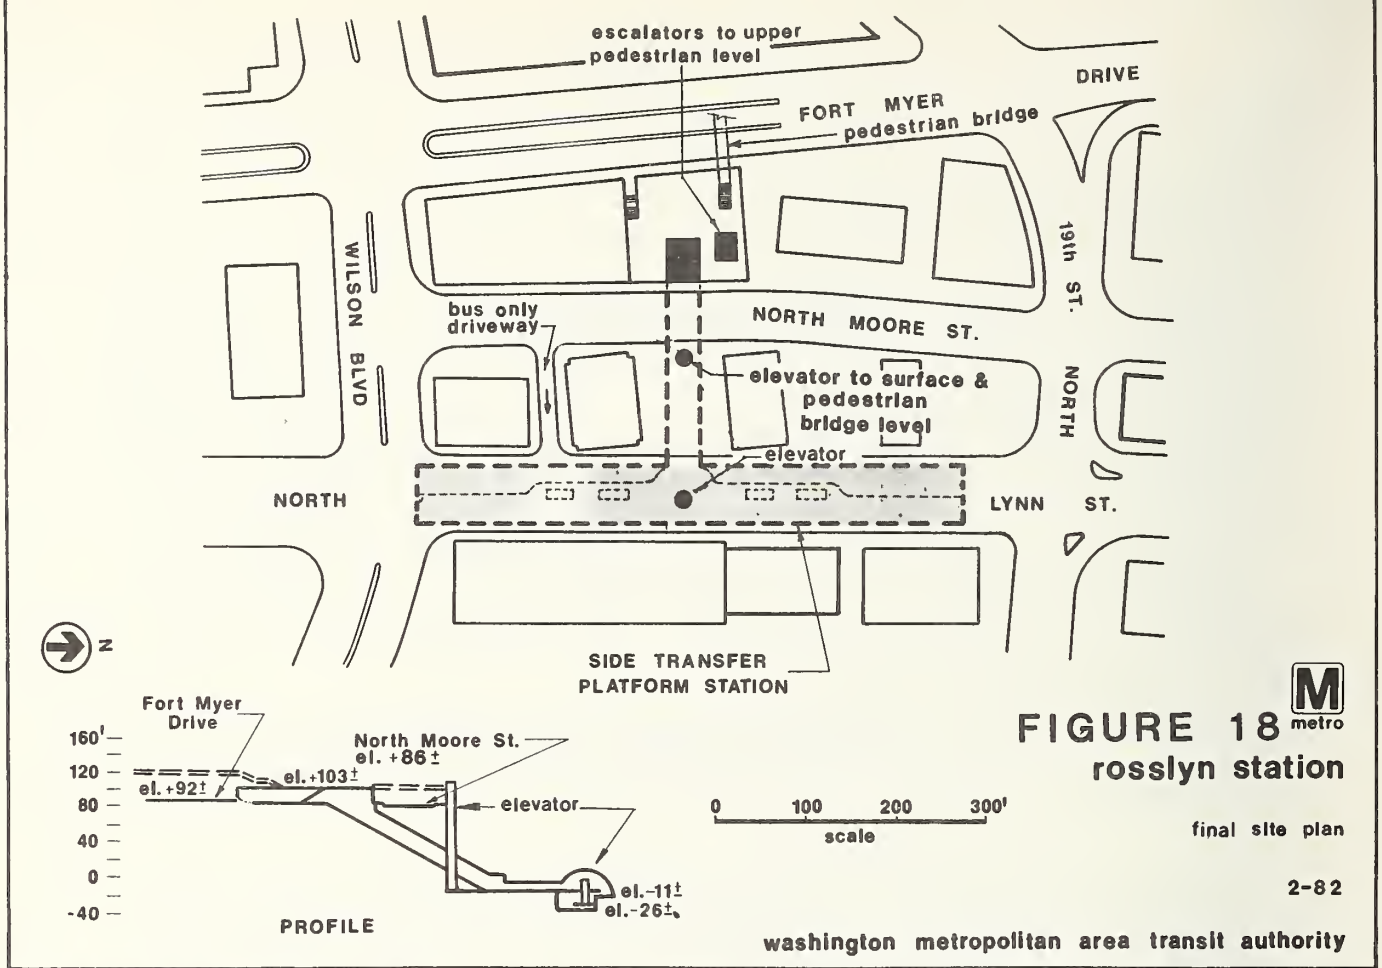 escalators to upper
pedestrian level
DRIVE
FORT MYER
pedestrian bridge
WILSON BLVD
19th ST. NORTH
bus only
driveway
NORTH MOORE ST.
elevator to surface &
pedestrian
bridge level
elevator
NORTH
LYNN ST.
N
SIDE TRANSFER
PLATFORM STATION
M
metro
FIGURE 18
rosslyn station
final site plan
2-82
washington metropolitan area transit authority
0 100 200 300'
scale
Fort Myer
Drive
North Moore St.
el. +86±
160'
120
80
40
0
-40
el.+92±
el.+103±
elevator
el.-11±
el.-26±
PROFILE